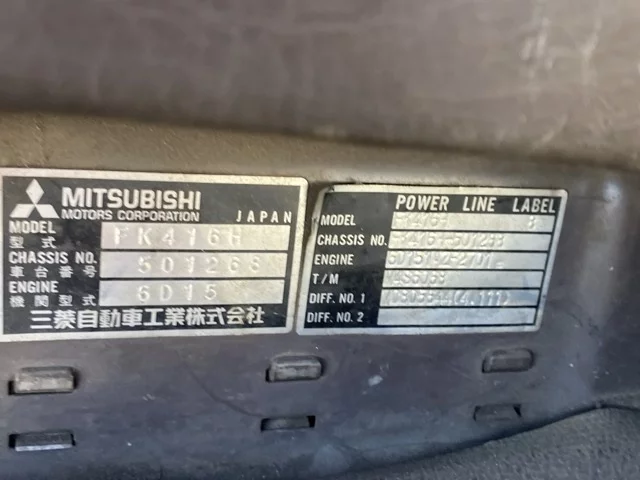 MITSUBISHI
MOTORS CORPORATION JAPAN
MODEL
型式 FK416H
CHASSIS NO.
車台番号 501268
ENGINE
機関型式 6D15
三菱自動車工業株式会社
POWER LINE LABEL
MODEL 8
CHASSIS NO.
ENGINE
T/M
DIFF. NO. 1
DIFF. NO. 2